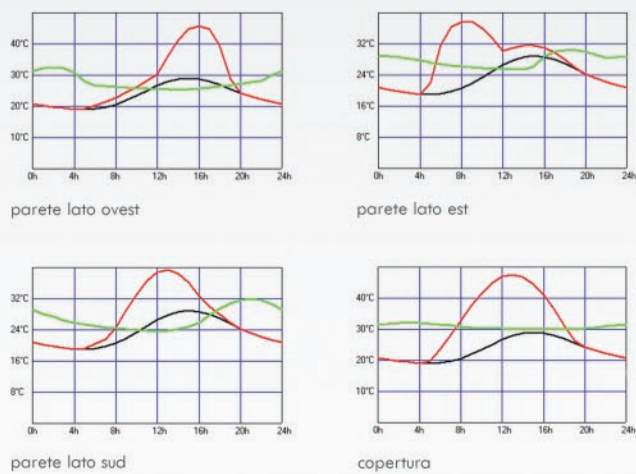 40°C
30°C
20°C
10°C
0h 4h 8h 12h 16h 20h 24h
parete lato ovest
32°C
24°C
16°C
8°C
0h 4h 8h 12h 16h 20h 24h
parete lato est
32°C
24°C
16°C
8°C
0h 4h 8h 12h 16h 20h 24h
parete lato sud
40°C
30°C
20°C
10°C
0h 4h 8h 12h 16h 20h 24h
copertura